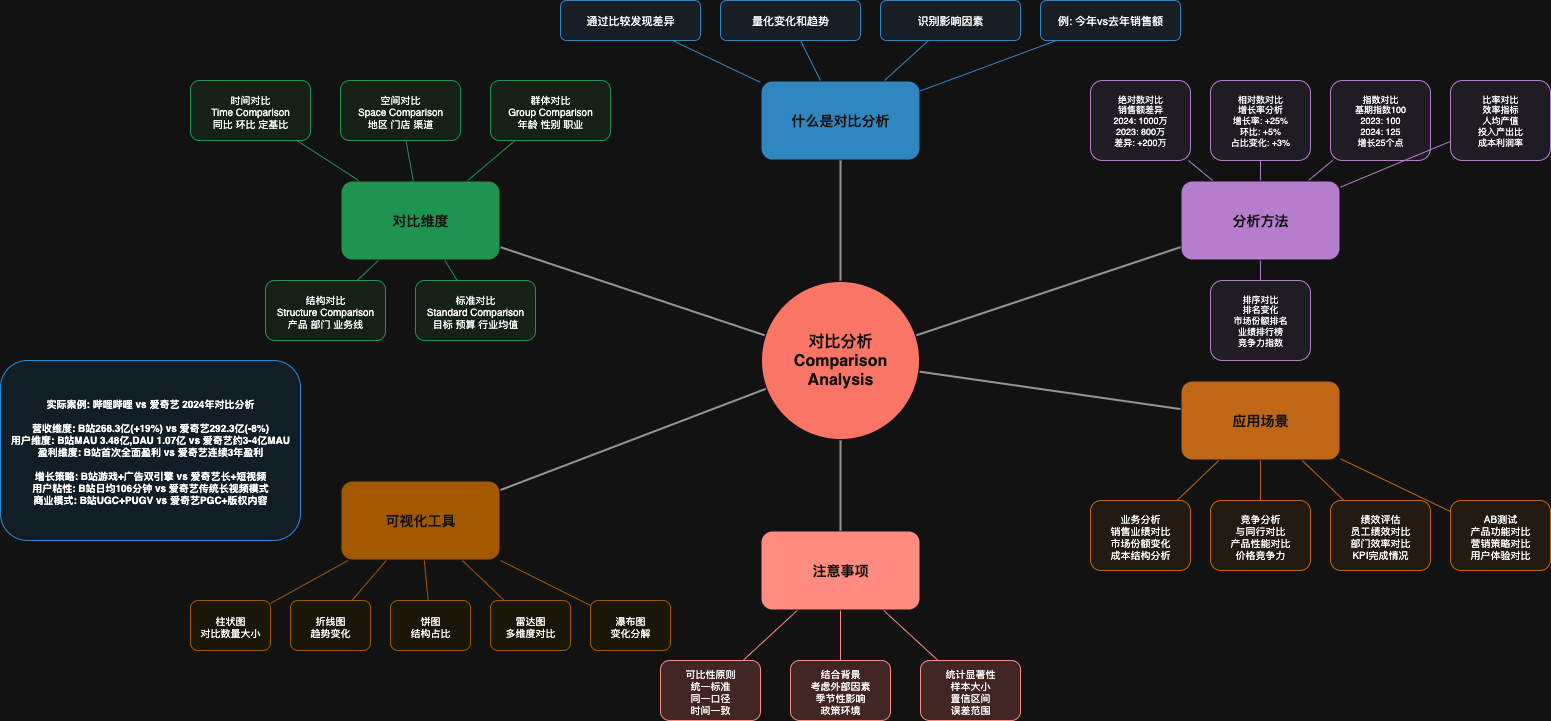 通过比较发现差异
量化变化和趋势
识别影响因素
例: 今年vs去年销售额
什么是对比分析
时间对比
Time Comparison
同比 环比 定基比
空间对比
Space Comparison
地区 门店 渠道
群体对比
Group Comparison
年龄 性别 职业
对比维度
结构对比
Structure Comparison
产品 部门 业务线
标准对比
Standard Comparison
目标 预算 行业均值
绝对数对比
销售额差异
2024: 1000万
2023: 800万
差异: +200万
相对数对比
增长率分析
增长率: +25%
环比: +5%
占比变化: +3%
指数对比
基期指数100
2023: 100
2024: 125
增长25个点
比率对比
效率指标
人均产值
投入产出比
成本利润率
分析方法
排序对比
排名变化
市场份额排名
业绩排行榜
竞争力指数
对比分析
Comparison
Analysis
实际案例: 哔哩哔哩 vs 爱奇艺 2024年对比分析
营收维度: B站268.3亿(+19%) vs 爱奇艺292.3亿(-8%)
用户维度: B站MAU 3.48亿,DAU 1.07亿 vs 爱奇艺约3-4亿MAU
盈利维度: B站首次全面盈利 vs 爱奇艺连续3年盈利
增长策略: B站游戏+广告双引擎 vs 爱奇艺长+短视频
用户粘性: B站日均106分钟 vs 爱奇艺传统长视频模式
商业模式: B站UGC+PUGV vs 爱奇艺PGC+版权内容
应用场景
业务分析
销售业绩对比
市场份额变化
成本结构分析
竞争分析
与同行对比
产品性能对比
价格竞争力
绩效评估
员工绩效对比
部门效率对比
KPI完成情况
AB测试
产品功能对比
营销策略对比
用户体验对比
可视化工具
柱状图
对比数量大小
折线图
趋势变化
饼图
结构占比
雷达图
多维度对比
瀑布图
变化分解
注意事项
可比性原则
统一标准
同一口径
时间一致
结合背景
考虑外部因素
季节性影响
政策环境
统计显著性
样本大小
置信区间
误差范围